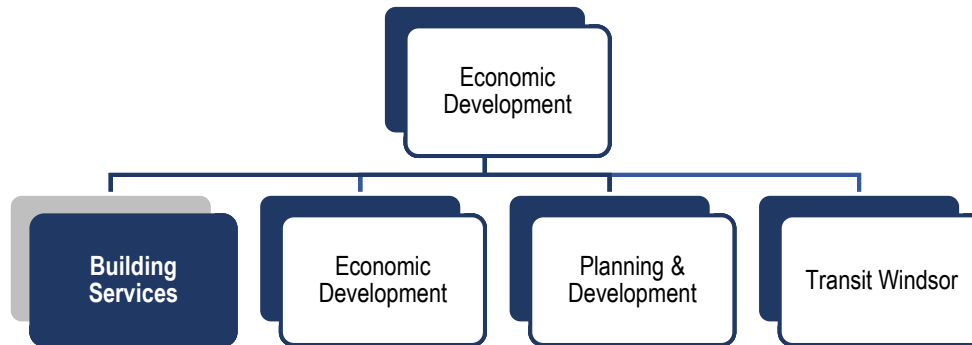 Economic
Development
Building
Services
Economic
Development
Planning &
Development
Transit Windsor